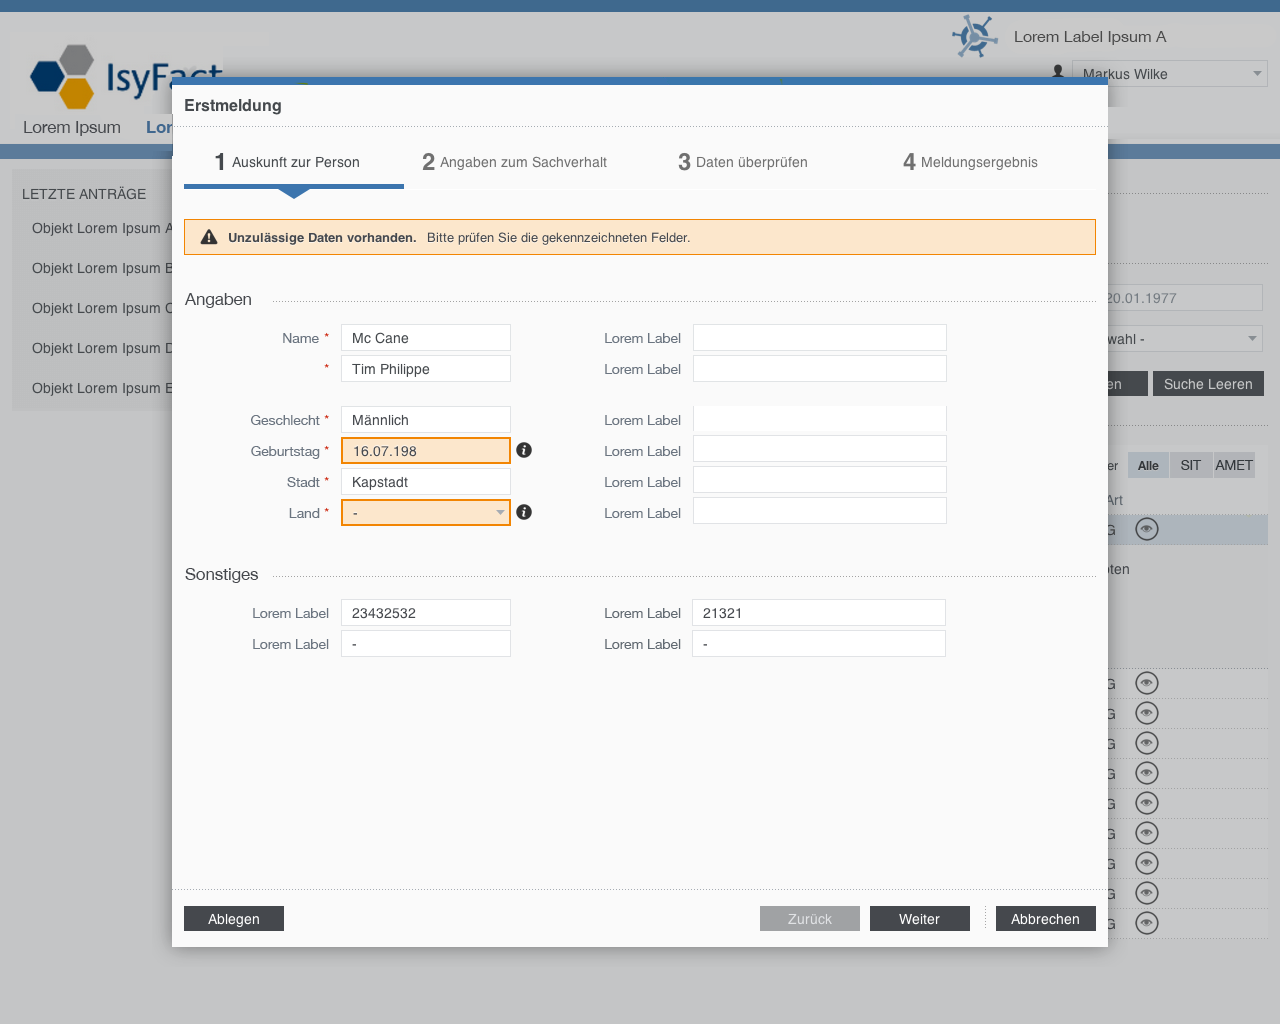 Lorem Label Ipsum A
IsyFact
Markus Wilke
Lorem Ipsum
Erstmeldung
1 Auskunft zur Person 2 Angaben zum Sachverhalt 3 Daten überprüfen 4 Meldungsergebnis
LETZTE ANTRÄGE
Objekt Lorem Ipsum A
Objekt Lorem Ipsum B
Objekt Lorem Ipsum C
Objekt Lorem Ipsum D
Objekt Lorem Ipsum E
Unzulässige Daten vorhanden. Bitte prüfen Sie die gekennzeichneten Felder.
Angaben
Name * Mc Cane Lorem Label
* Tim Philippe Lorem Label
Geschlecht * Männlich Lorem Label
Geburtstag * 16.07.198 Lorem Label
Stadt * Kapstadt Lorem Label
Land * - Lorem Label
Sonstiges
Lorem Label 23432532 Lorem Label 21321
Lorem Label - Lorem Label -
Ablegen Zurück Weiter Abbrechen
20.01.1977
Suche Leeren
Alle SIT AMET
Art